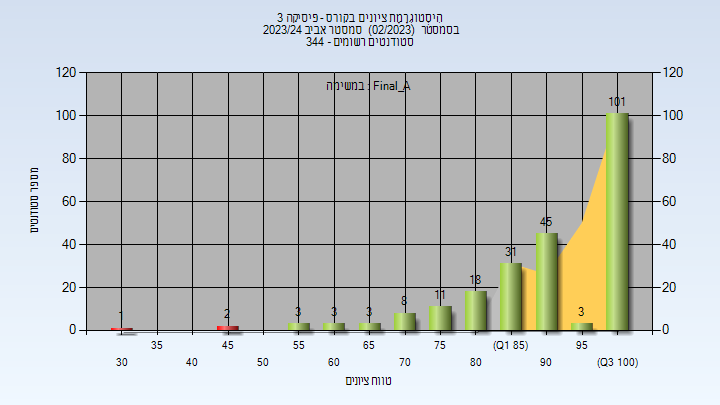 היסטוגרמת ציונים בקורס - פיסיקה 3
בסמסטר (02/2023) סמסטר אביב 2023/24
סטודנטים רשומים - 344
במשימה : Final_A
מספר סטודנטים
120 120
100 100
80 80
60 60
40 40
20 20
0 0
1 2 3 3 3 8 11 18 31 45 3 101
35 45 55 65 75 (Q1 85) 95
30 40 50 60 70 80 90 (Q3 100)
טווח ציונים